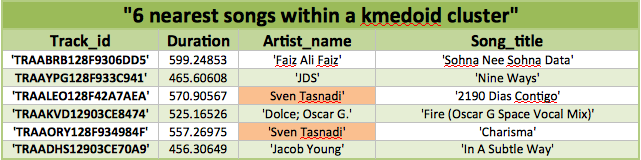 "6 nearest songs within a kmedoid cluster"
Track_id Duration Artist_name Song_title
'TRAABRB128F9306DD5' 599.24853 'Faiz Ali Faiz' 'Sohna Nee Sohna Data'
'TRAAYPG128F933C941' 465.60608 'JDS' 'Nine Ways'
'TRAALEO128F42A7AEA' 570.90567 Sven Tasnadi' '2190 Dias Contigo'
'TRAAKVD12903CE8474' 525.16526 'Dolce; Oscar G.' 'Fire (Oscar G Space Vocal Mix)'
'TRAAORY128F934984F' 557.26975 'Sven Tasnadi' 'Charisma'
'TRAADHS12903CE70A9' 456.30649 'Jacob Young' 'In A Subtle Way'